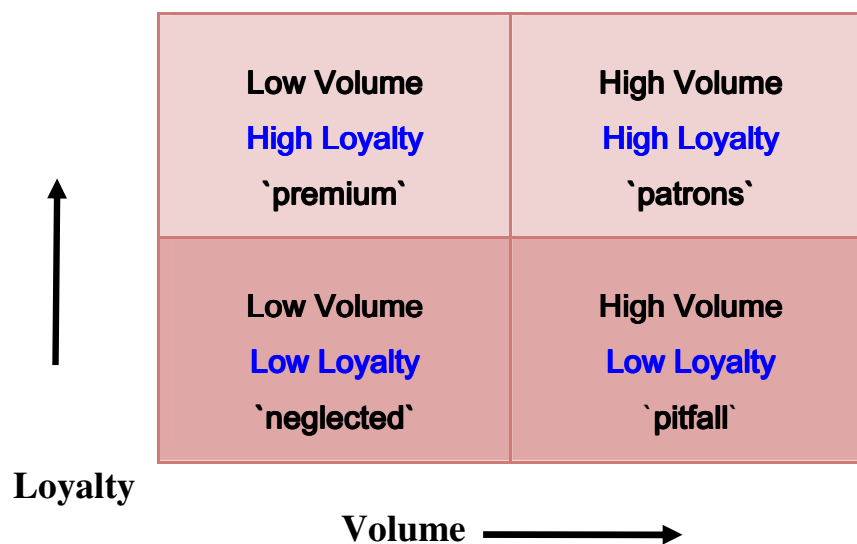 Low Volume
High Loyalty
`premium`
High Volume
High Loyalty
`patrons`
Low Volume
Low Loyalty
`neglected`
High Volume
Low Loyalty
`pitfall`
Loyalty
Volume